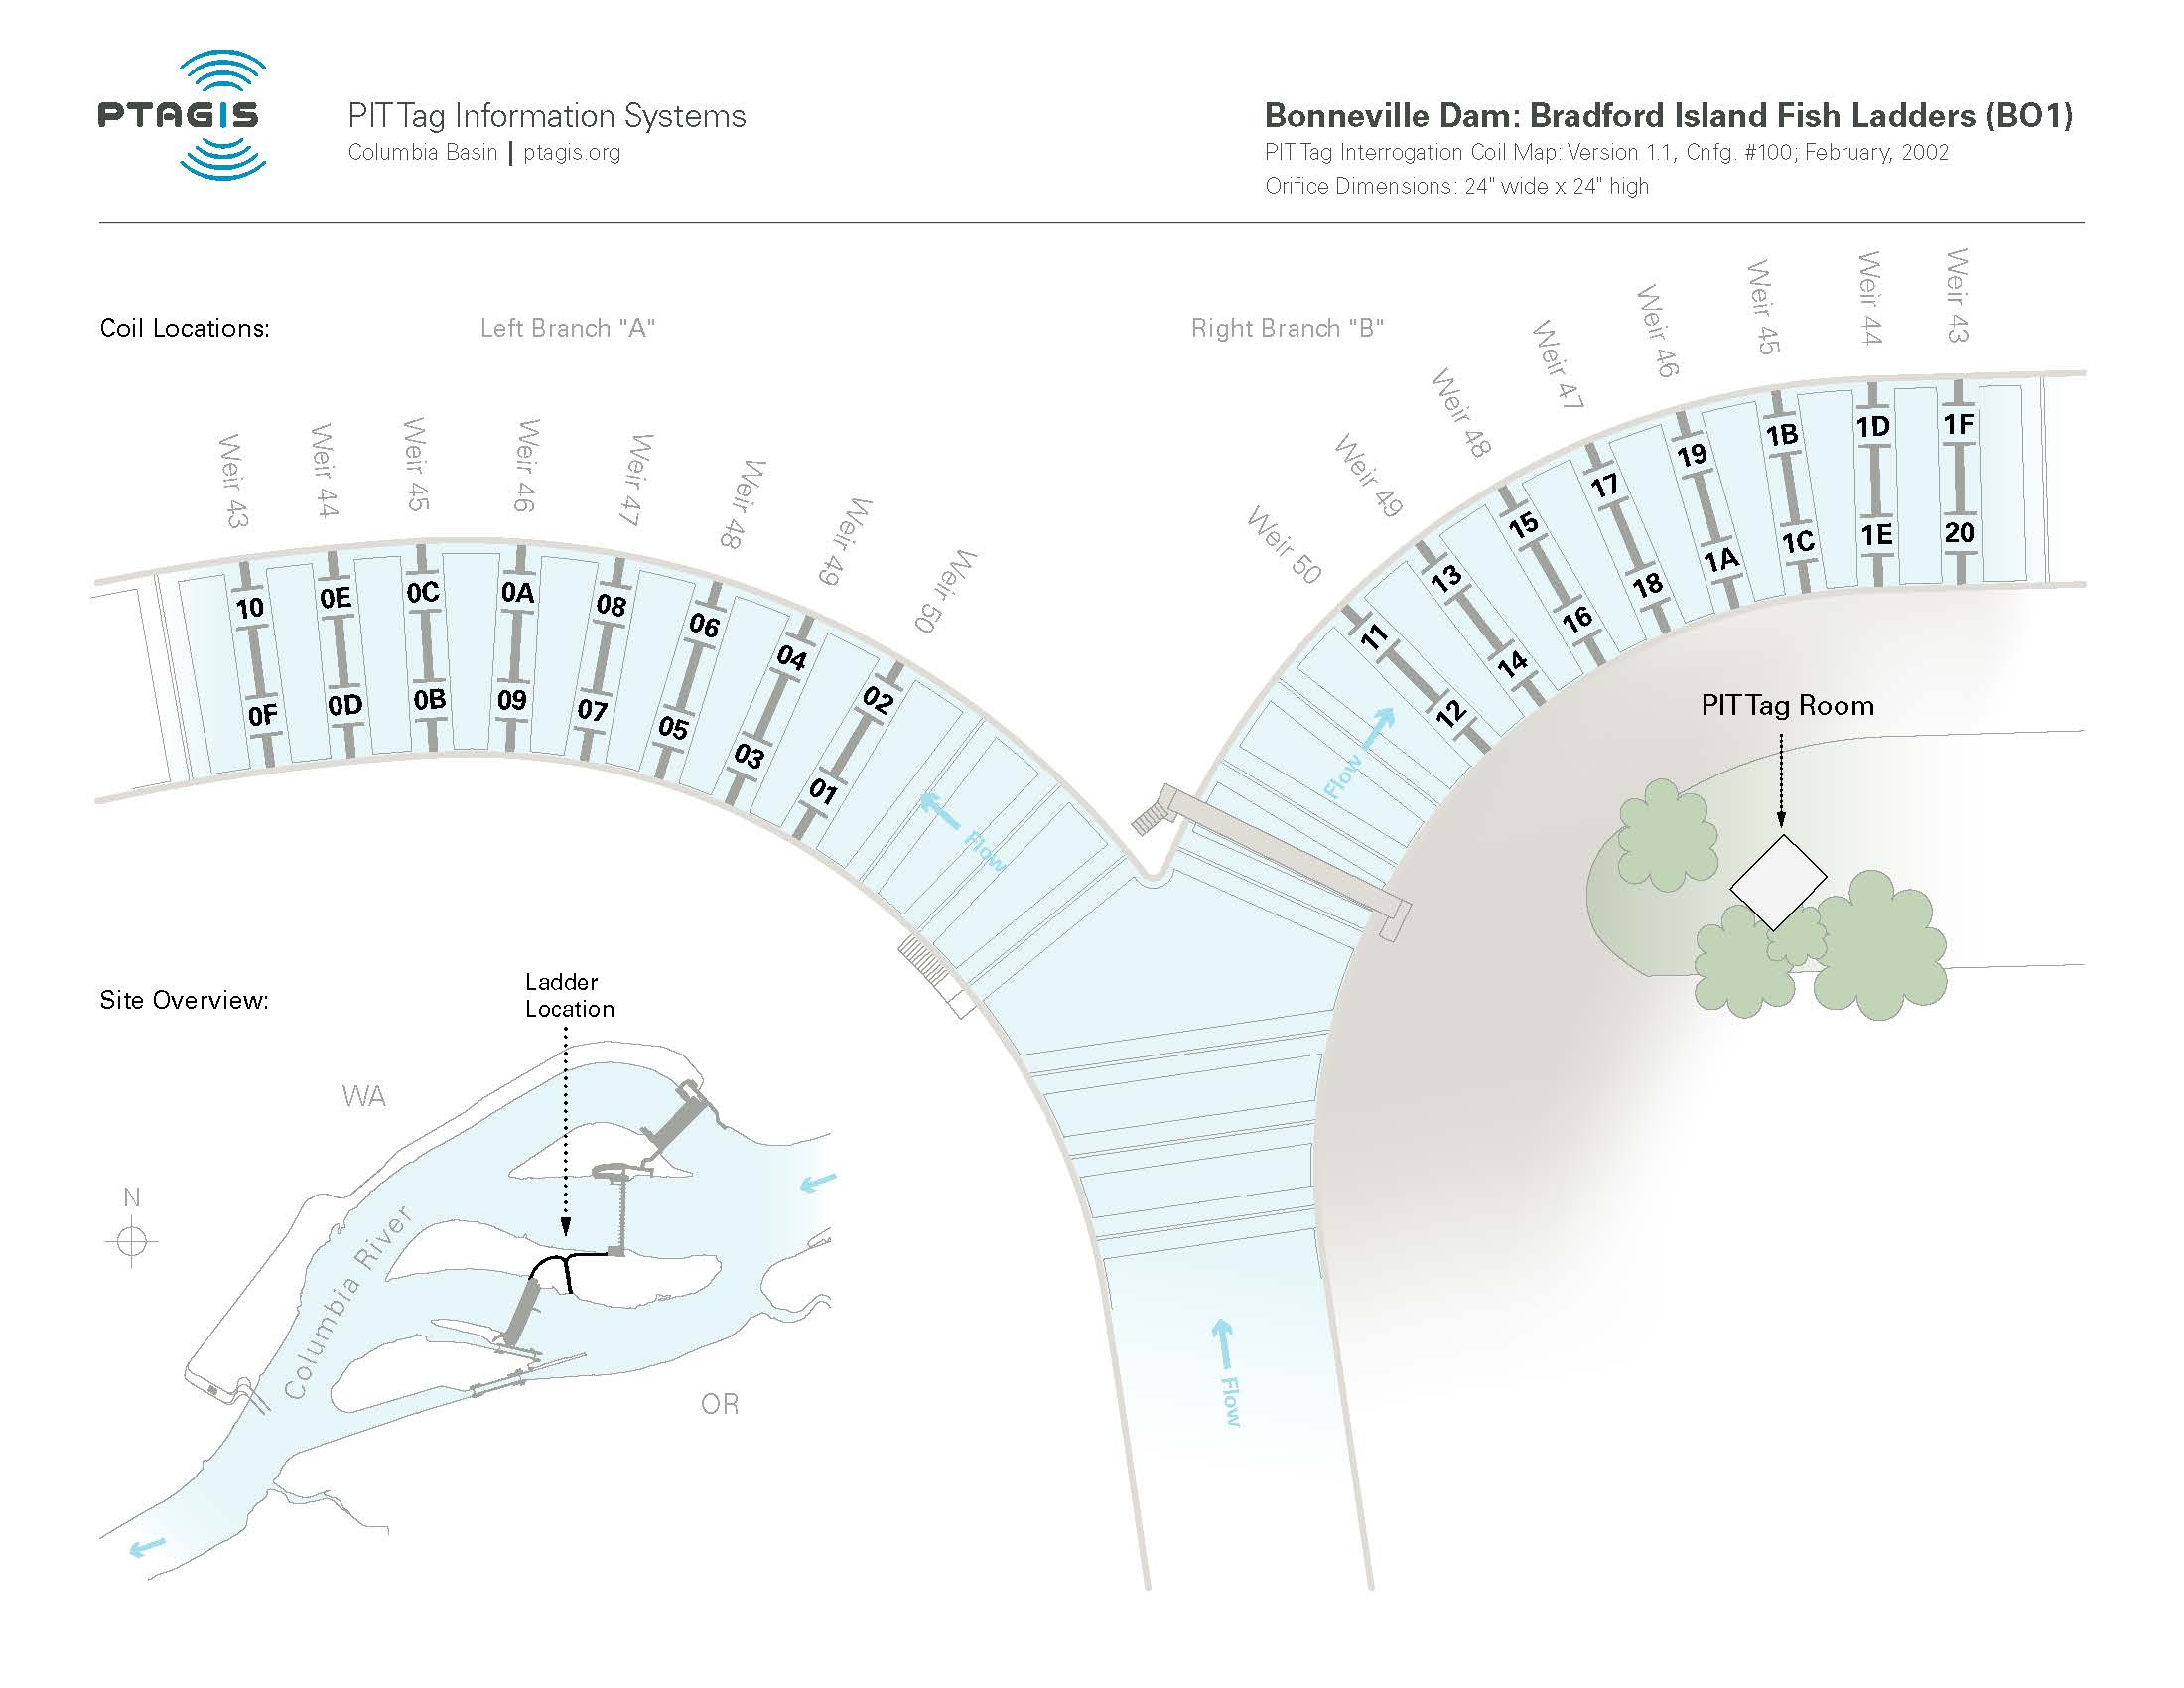 PTAGIS
PIT Tag Information Systems
Columbia Basin | ptagis.org
Bonneville Dam: Bradford Island Fish Ladders (BO1)
PIT Tag Interrogation Coil Map: Version 1.1, Cnfg. #100; February, 2002
Orifice Dimensions: 24" wide x 24" high
Coil Locations:
Left Branch "A"
Right Branch "B"
Weir 43
Weir 44
Weir 45
Weir 46
Weir 47
Weir 48
Weir 49
Weir 50
Weir 50
Weir 49
Weir 48
Weir 47
Weir 46
Weir 45
Weir 44
Weir 43
10
0E
0C
0A
08
06
04
02
0F
0D
0B
09
07
05
03
01
11
13
15
17
19
1B
1D
1F
12
14
16
18
1A
1C
1E
20
Flow
Flow
Flow
PIT Tag Room
Site Overview:
Ladder
Location
WA
N
Columbia River
OR